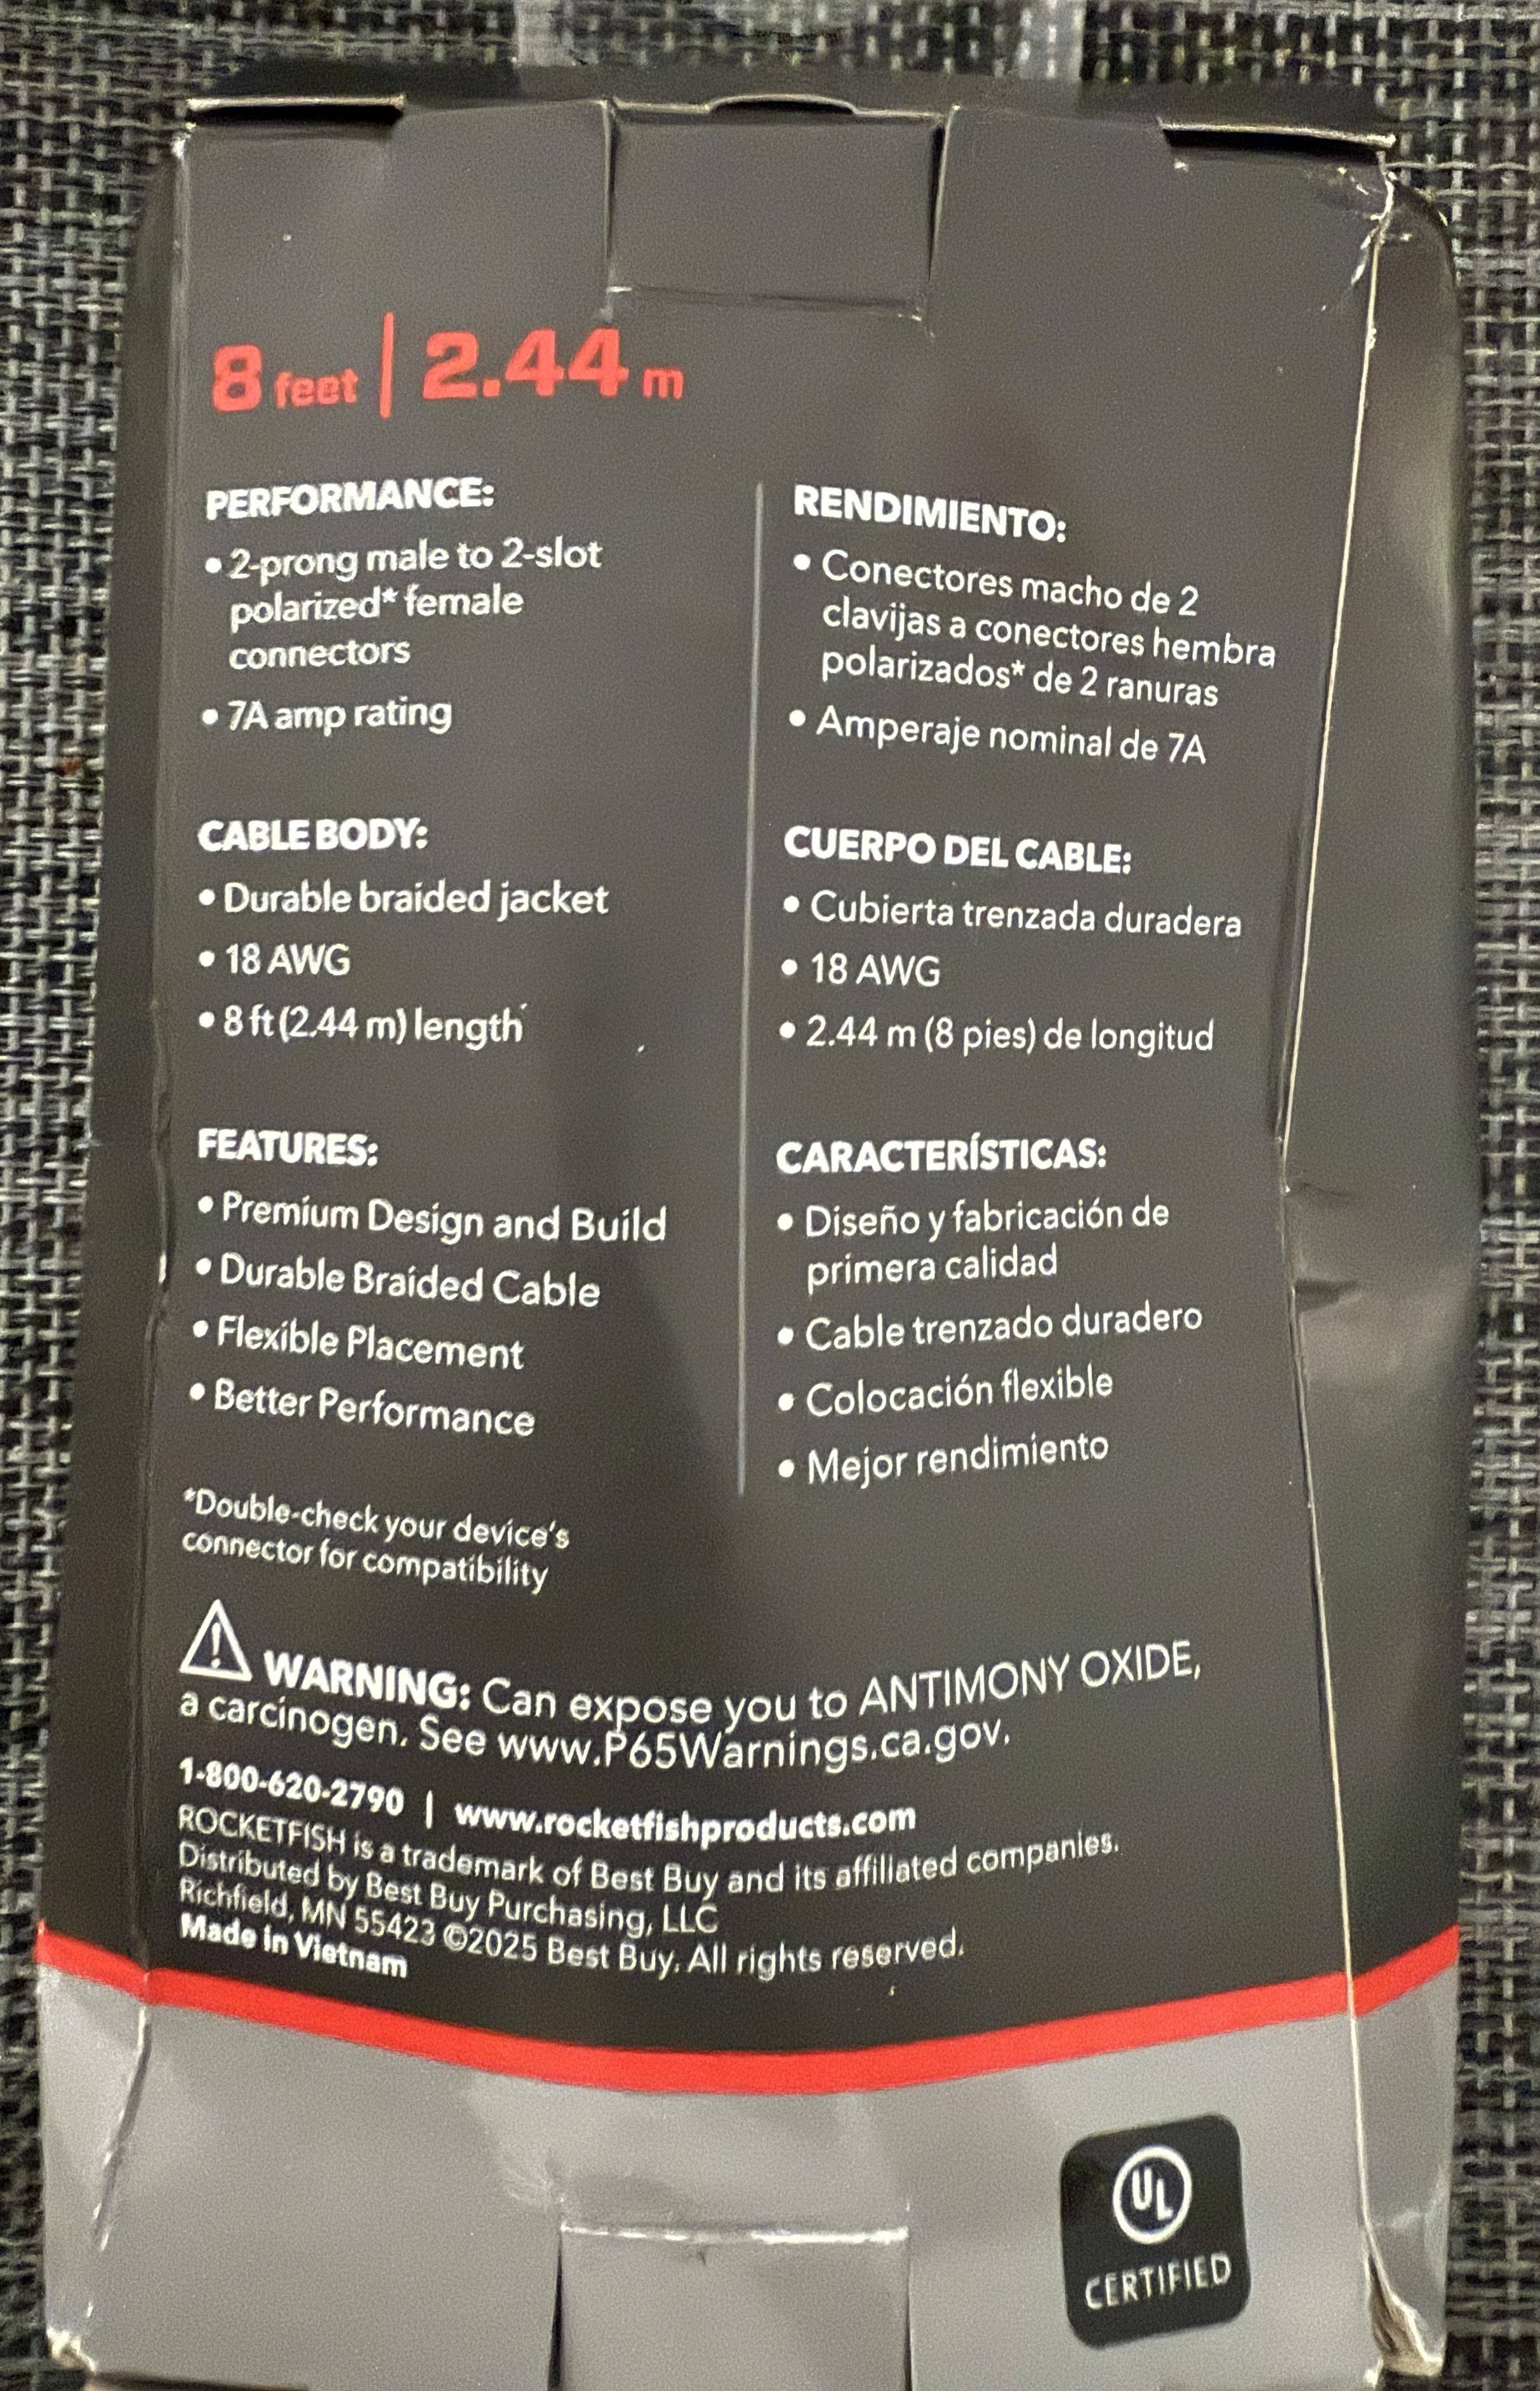 8 feet | 2.44 m
PERFORMANCE:
• 2-prong male to 2-slot
polarized* female
connectors
• 7A amp rating
CABLE BODY:
• Durable braided jacket
• 18 AWG
• 8 ft (2.44 m) length
FEATURES:
• Premium Design and Build
• Durable Braided Cable
• Flexible Placement
• Better Performance
*Double-check your device's
connector for compatibility
RENDIMIENTO:
• Conectores macho de 2
clavijas a conectores hembra
polarizados* de 2 ranuras
• Amperaje nominal de 7A
CUERPO DEL CABLE:
• Cubierta trenzada duradera
• 18 AWG
• 2.44 m (8 pies) de longitud
CARACTERÍSTICAS:
• Diseño y fabricación de
primera calidad
• Cable trenzado duradero
• Colocación flexible
• Mejor rendimiento
WARNING: Can expose you to ANTIMONY OXIDE,
a carcinogen. See www.P65Warnings.ca.gov.
1-800-620-2790 | www.rocketfishproducts.com
ROCKETFISH is a trademark of Best Buy and its affiliated companies.
Distributed by Best Buy Purchasing, LLC
Richfield, MN 55423 ©2025 Best Buy. All rights reserved.
Made in Vietnam
UL
CERTIFIED